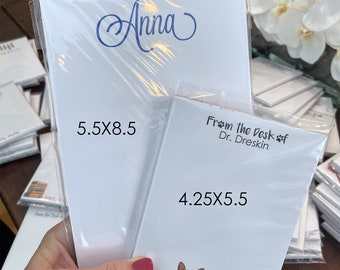 Anna
5.5X8.5
From the Desk of
Dr. Dreskin
4.25X5.5